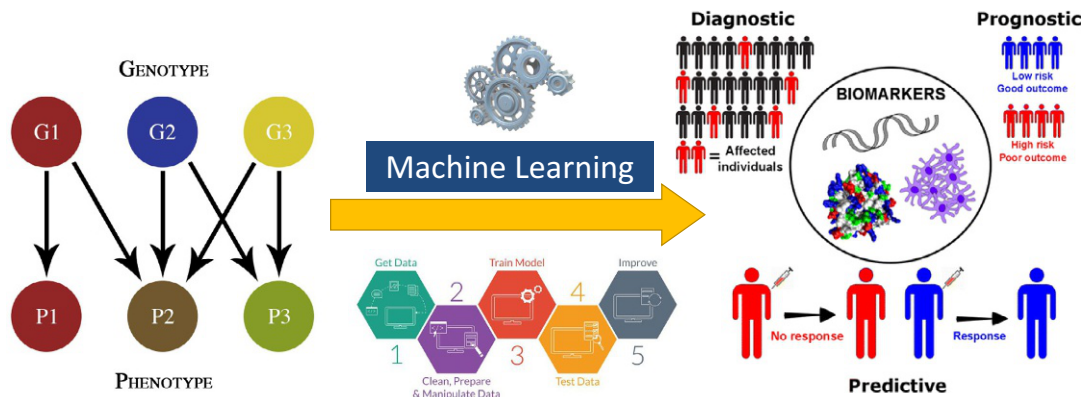 GENOTYPE
G1
G2
G3
P1
P2
P3
PHENOTYPE
Machine Learning
Get Data
Train Model
Improve
1
2
3
4
5
Clean, Prepare
& Manipulate Data
Test Data
Diagnostic
= Affected
individuals
Prognostic
Low risk
Good outcome
High risk
Poor outcome
BIOMARKERS
No response
Response
Predictive